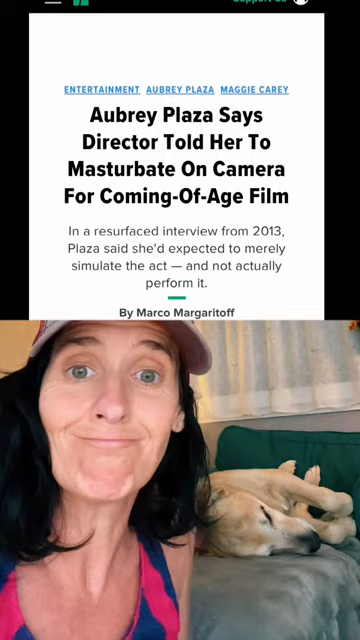 Support Us
ENTERTAINMENT AUBREY PLAZA MAGGIE CAREY
Aubrey Plaza Says
Director Told Her To
Masturbate On Camera
For Coming-Of-Age Film
In a resurfaced interview from 2013,
Plaza said she'd expected to merely
simulate the act — and not actually
perform it.
By Marco Margaritoff